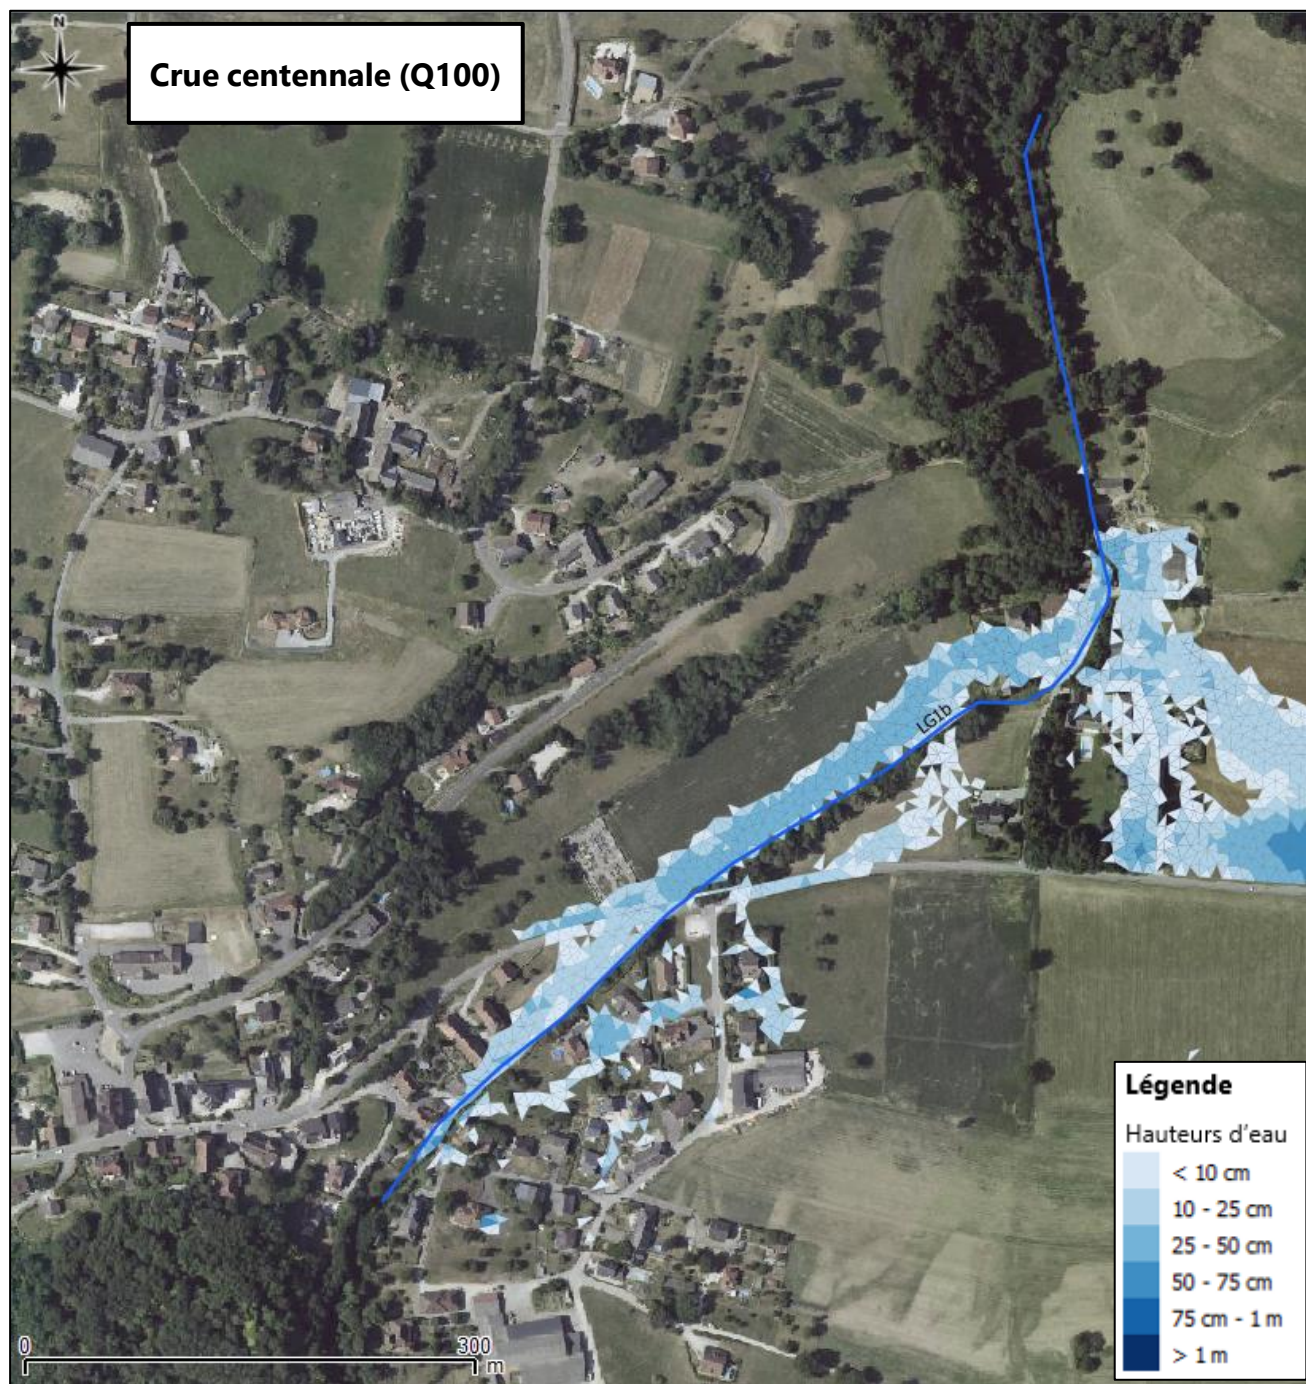 N
Crue centennale (Q100)
LG1b
Légende
Hauteurs d'eau
< 10 cm
10 - 25 cm
25 - 50 cm
50 - 75 cm
75 cm - 1 m
> 1 m
0 300
m